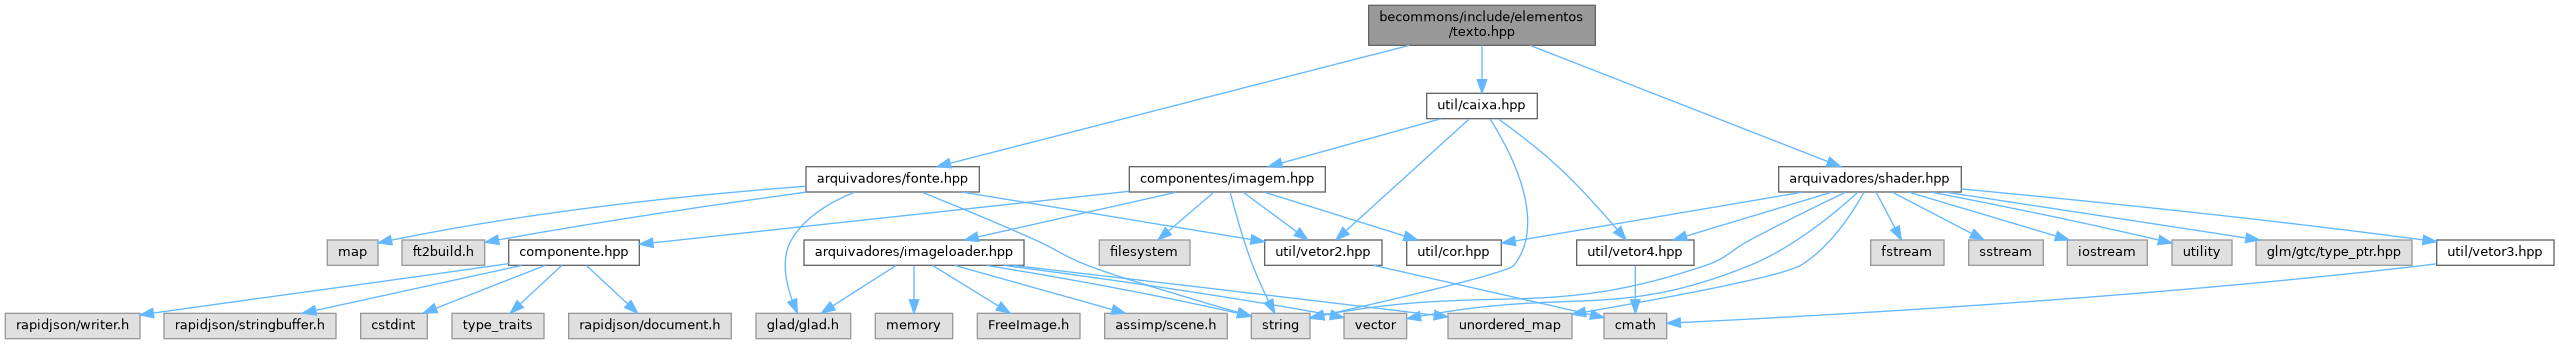 becommons/include/elementos
/texto.hpp
util/caixa.hpp
arquivadores/fonte.hpp
componentes/imagem.hpp
arquivadores/shader.hpp
map
ft2build.h
componente.hpp
arquivadores/imageloader.hpp
filesystem
util/vetor2.hpp
util/cor.hpp
util/vetor4.hpp
fstream
sstream
iostream
utility
glm/gtc/type_ptr.hpp
util/vetor3.hpp
rapidjson/writer.h
rapidjson/stringbuffer.h
cstdint
type_traits
rapidjson/document.h
glad/glad.h
memory
FreeImage.h
assimp/scene.h
string
vector
unordered_map
cmath